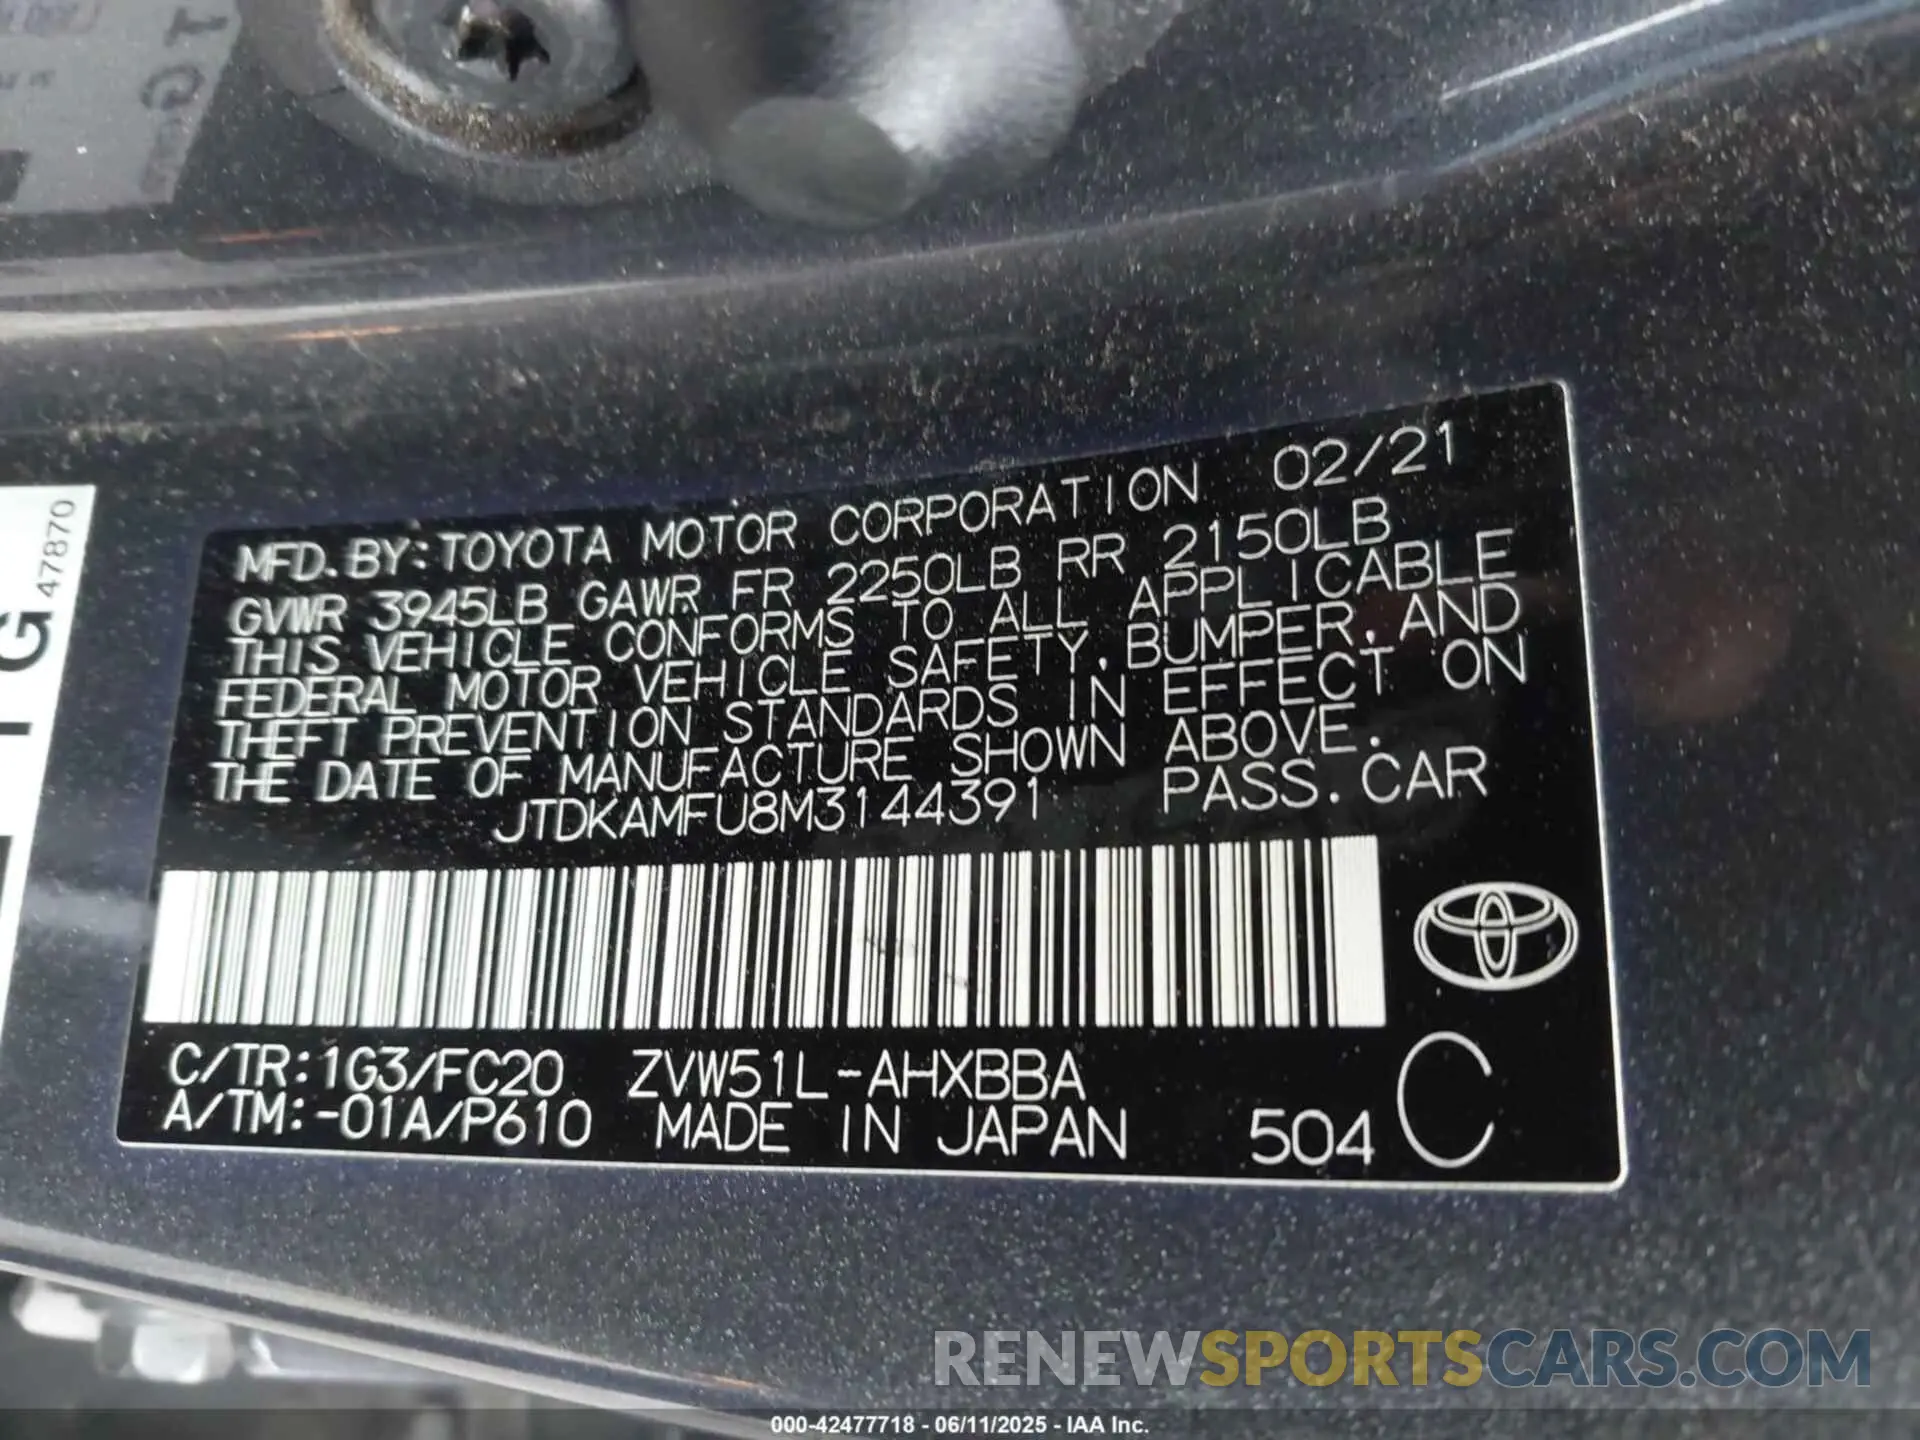 47870
G
MFD. BY: TOYOTA MOTOR CORPORATION 02/21
GVWR 3945LB GAWR FR 2250LB RR 2150LB
THIS VEHICLE CONFORMS TO ALL APPLICABLE
FEDERAL MOTOR VEHICLE SAFETY, BUMPER, AND
THEFT PREVENTION STANDARDS IN EFFECT ON
THE DATE OF MANUFACTURE SHOWN ABOVE.
JTDKAMFU8M3144391 PASS. CAR
C/TR:1G3/FC20 ZVW51L-AHXBBA
A/TM:-01A/P610 MADE IN JAPAN 504 C
RENEWSPORTSCARS.COM
000-42477718 - 06/11/2025 - IAA Inc.